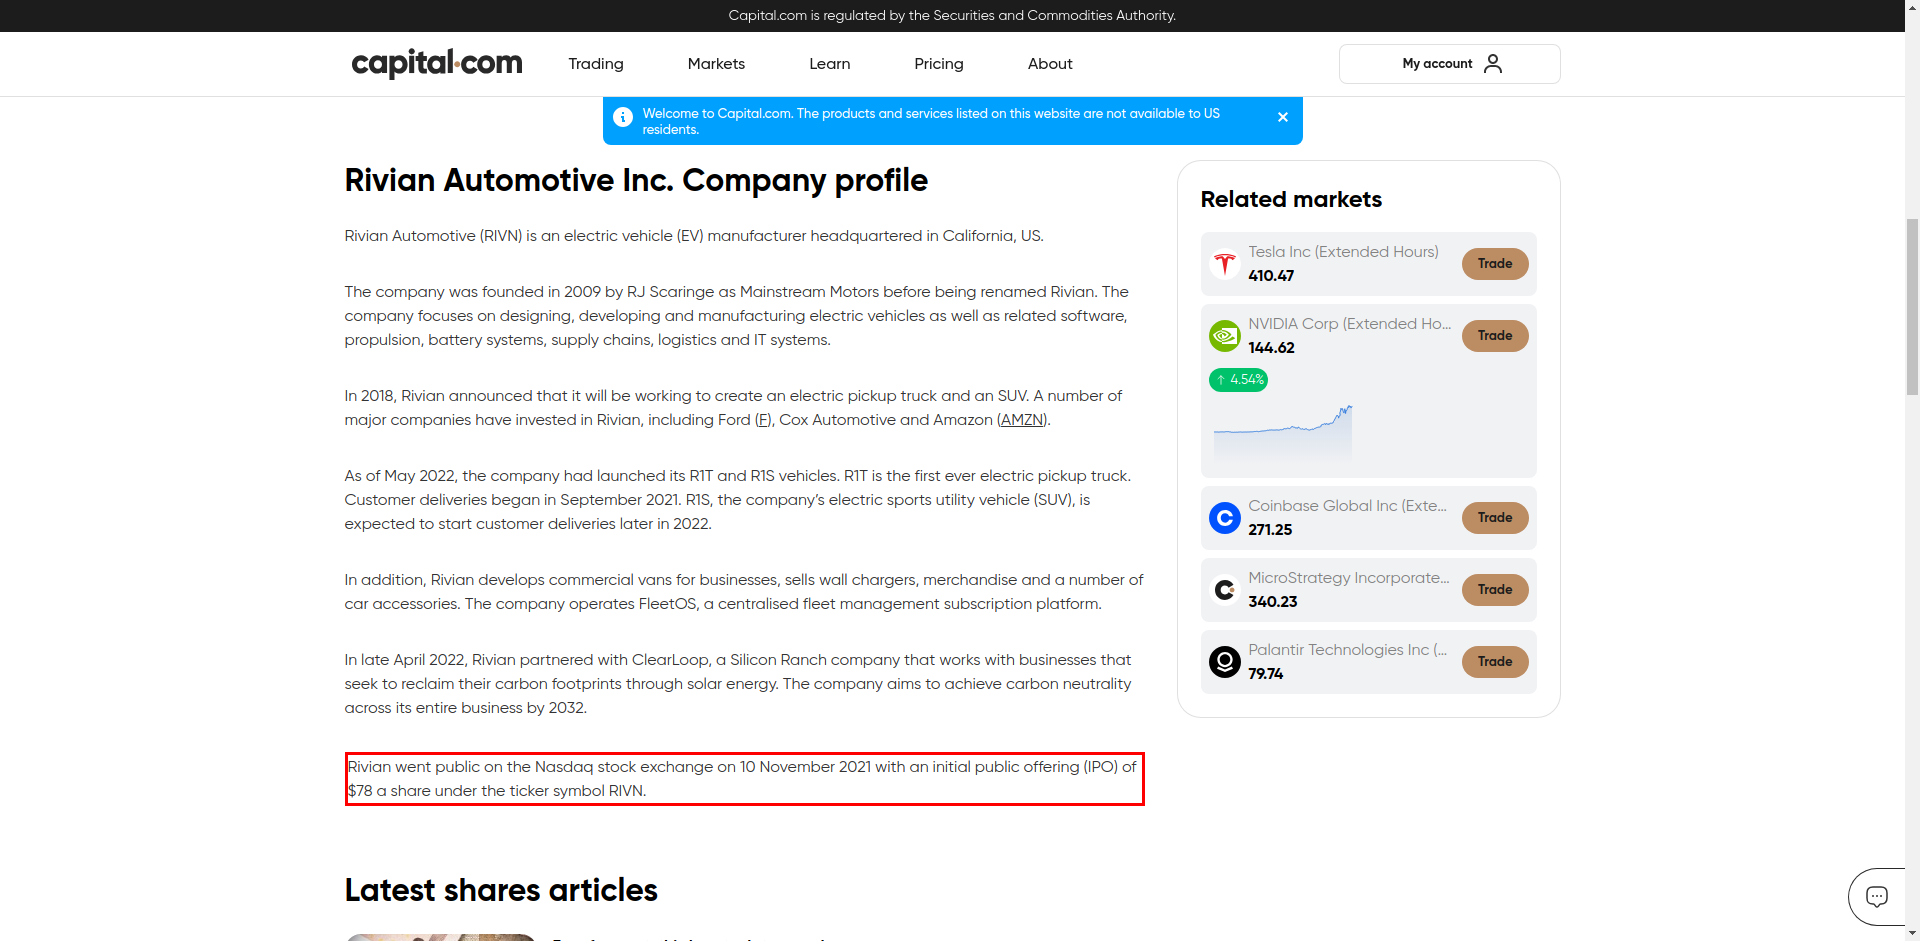 Capital.com is regulated by the Securities and Commodities Authority.
capital.com
Trading
Markets
Learn
Pricing
About
My account
Welcome to Capital.com. The products and services listed on this website are not available to US
residents.
Rivian Automotive Inc. Company profile
Rivian Automotive (RIVN) is an electric vehicle (EV) manufacturer headquartered in California, US.
The company was founded in 2009 by RJ Scaringe as Mainstream Motors before being renamed Rivian. The
company focuses on designing, developing and manufacturing electric vehicles as well as related software,
propulsion, battery systems, supply chains, logistics and IT systems.
In 2018, Rivian announced that it will be working to create an electric pickup truck and an SUV. A number of
major companies have invested in Rivian, including Ford (F), Cox Automotive and Amazon (AMZN).
As of May 2022, the company had launched its R1T and R1S vehicles. R1T is the first ever electric pickup truck.
Customer deliveries began in September 2021. R1S, the company’s electric sports utility vehicle (SUV), is
expected to start customer deliveries later in 2022.
In addition, Rivian develops commercial vans for businesses, sells wall chargers, merchandise and a number of
car accessories. The company operates FleetOS, a centralised fleet management subscription platform.
In late April 2022, Rivian partnered with ClearLoop, a Silicon Ranch company that works with businesses that
seek to reclaim their carbon footprints through solar energy. The company aims to achieve carbon neutrality
across its entire business by 2032.
Rivian went public on the Nasdaq stock exchange on 10 November 2021 with an initial public offering (IPO) of
$78 a share under the ticker symbol RIVN.
Latest shares articles
Related markets
Tesla Inc (Extended Hours)
410.47
Trade
NVIDIA Corp (Extended Ho...
144.62
Trade
↑ 4.54%
Coinbase Global Inc (Exte...
271.25
Trade
MicroStrategy Incorporate...
340.23
Trade
Palantir Technologies Inc (...
79.74
Trade